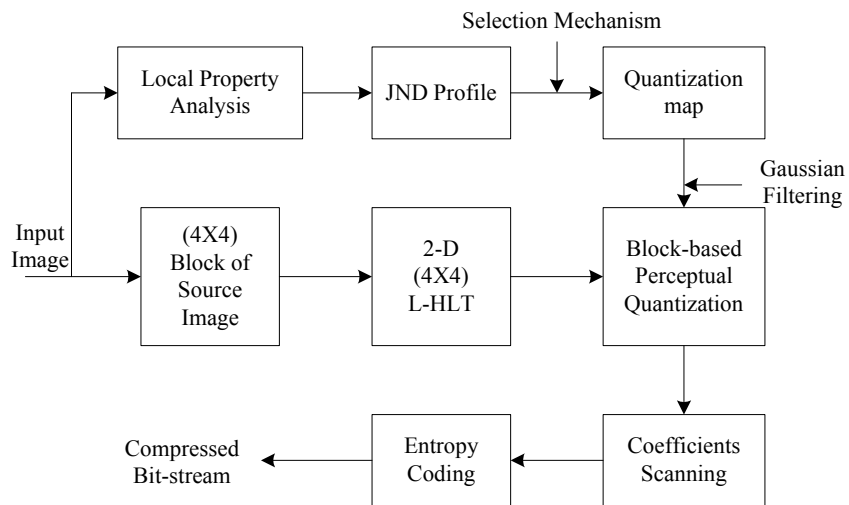 Selection Mechanism
Local Property
Analysis
JND Profile
Quantization
map
Gaussian
Filtering
Input
Image
(4X4)
Block of
Source
Image
2-D
(4X4)
L-HLT
Block-based
Perceptual
Quantization
Compressed
Bit-stream
Entropy
Coding
Coefficients
Scanning